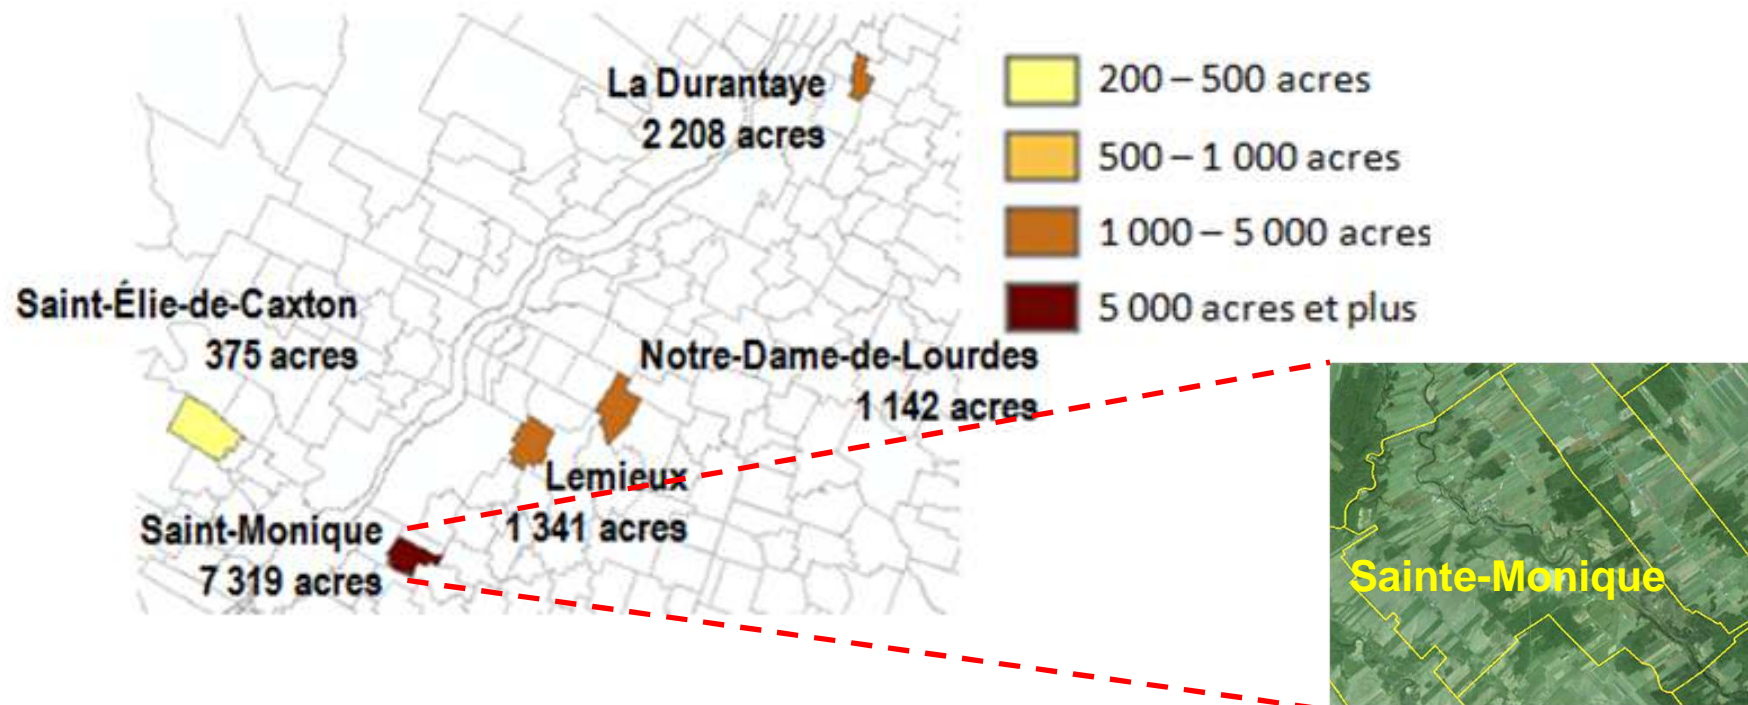 La Durantaye
2 208 acres
200 – 500 acres
500 – 1 000 acres
1 000 – 5 000 acres
5 000 acres et plus
Saint-Élie-de-Caxton
375 acres
Notre-Dame-de-Lourdes
1 142 acres
Lemieux
1 341 acres
Saint-Monique
7 319 acres
Sainte-Monique